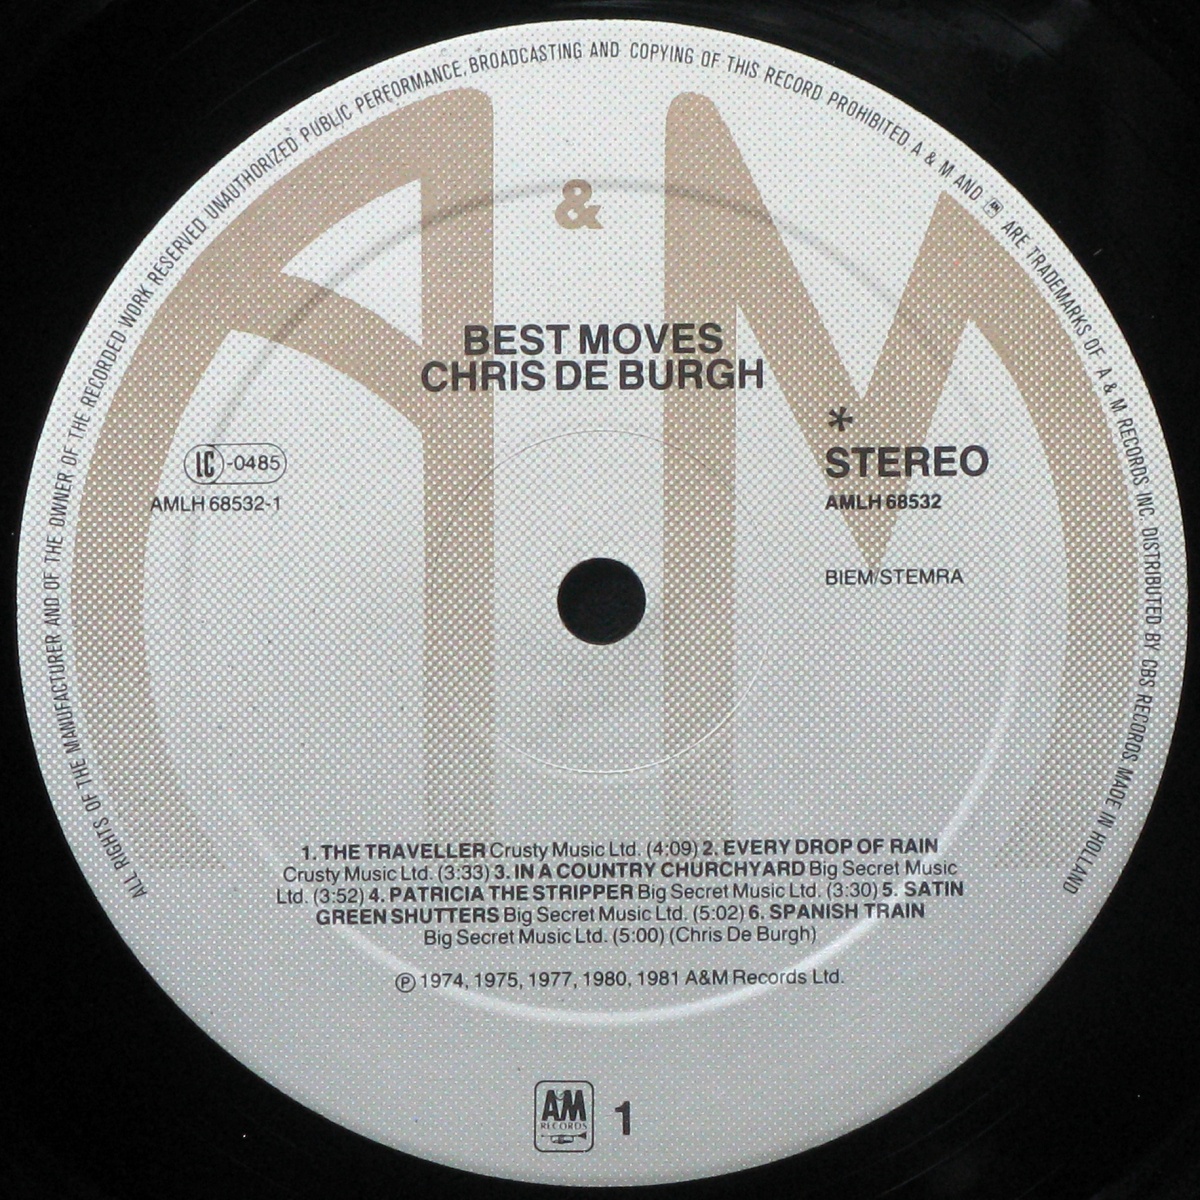 ALL RIGHTS OF THE MANUFACTURER AND OF THE OWNER OF THE RECORDED WORK RESERVED UNAUTHORIZED PUBLIC PERFORMANCE, BROADCASTING AND COPYING OF THIS RECORD PROHIBITED A & M AND AM ARE TRADEMARKS OF A & M RECORDS INC. DISTRIBUTED BY CBS RECORDS MADE IN HOLLAND
A & M
BEST MOVES
CHRIS DE BURGH
*
STEREO
LC-0485
AMLH 68532-1
AMLH 68532
BIEM/STEMRA
1. THE TRAVELLER Crusty Music Ltd. (4:09) 2. EVERY DROP OF RAIN
Crusty Music Ltd. (3:33) 3. IN A COUNTRY CHURCHYARD Big Secret Music
Ltd. (3:52) 4. PATRICIA THE STRIPPER Big Secret Music Ltd. (3:30) 5. SATIN
GREEN SHUTTERS Big Secret Music Ltd. (5:02) 6. SPANISH TRAIN
Big Secret Music Ltd. (5:00) (Chris De Burgh)
℗ 1974, 1975, 1977, 1980, 1981 A&M Records Ltd.
AM
RECORDS
1